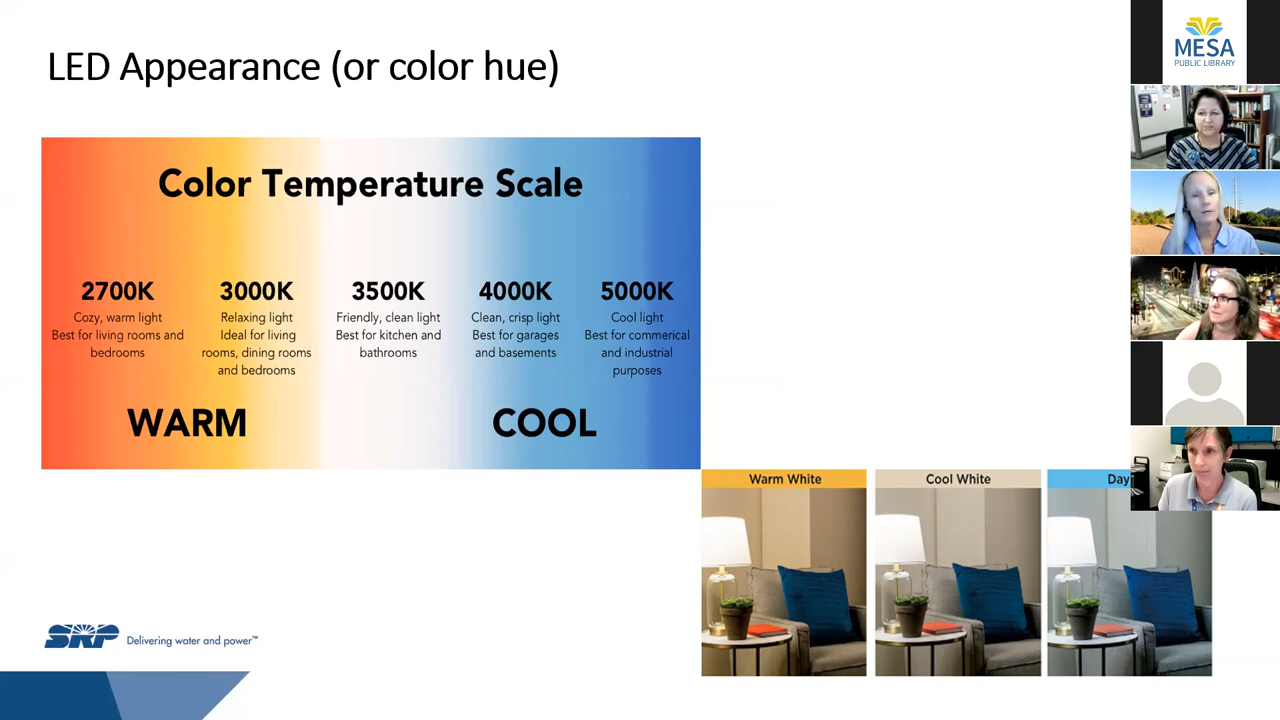 LED Appearance (or color hue)
MESA
PUBLIC LIBRARY
Color Temperature Scale
2700K
Cozy, warm light
Best for living rooms and
bedrooms
3000K
Relaxing light
Ideal for living
rooms, dining rooms
and bedrooms
3500K
Friendly, clean light
Best for kitchen and
bathrooms
4000K
Clean, crisp light
Best for garages
and basements
5000K
Cool light
Best for commerical
and industrial
purposes
WARM
COOL
Warm White
Cool White
Day
SRP Delivering water and power™